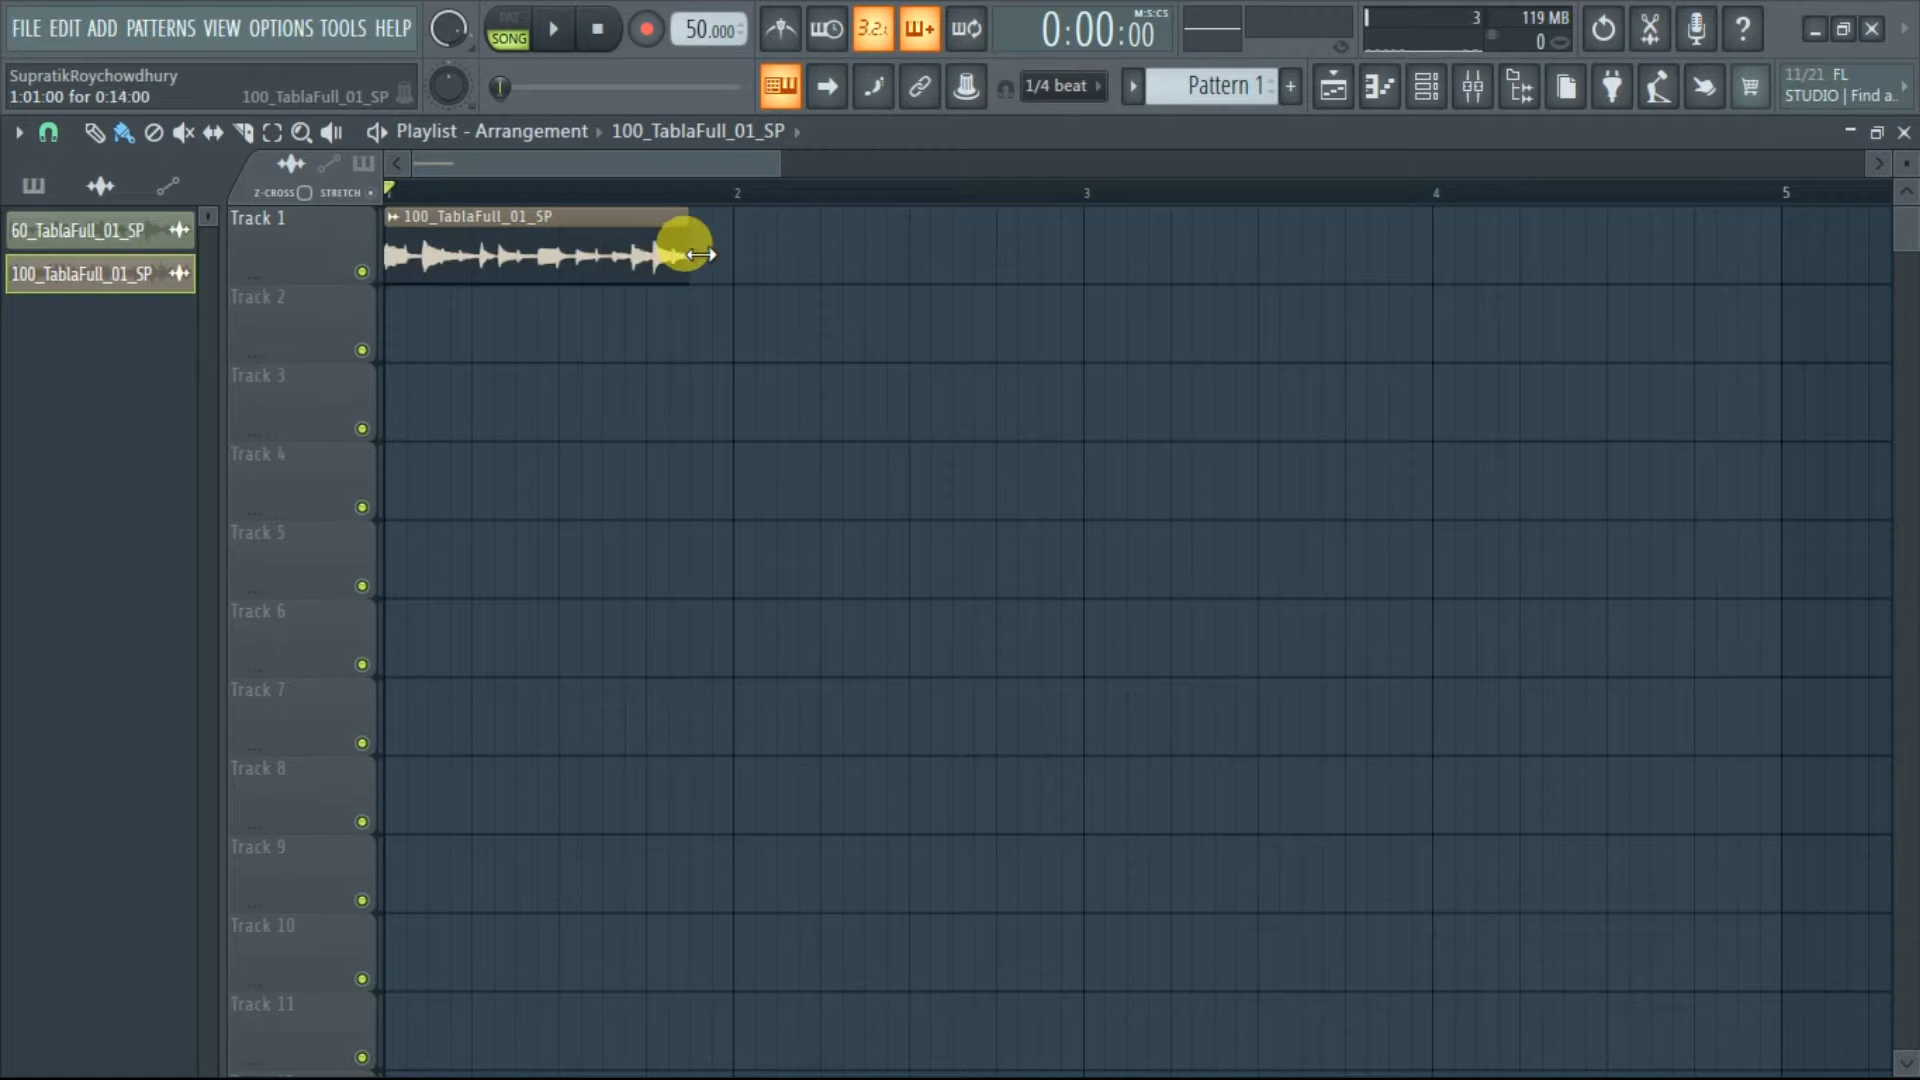 FILE EDIT ADD PATTERNS VIEW OPTIONS TOOLS HELP
PAT
SONG
50.000
3.2.
0:00:00
M:S:CS
3
119 MB
0
SupratikRoychowdhury
1:01:00 for 0:14:00
100_TablaFull_01_SP
1/4 beat
Pattern 1
+
11/21 FL
STUDIO | Find a..
Playlist - Arrangement › 100_TablaFull_01_SP
Z-CROSS
STRETCH
2
3
4
5
60_TablaFull_01_SP
100_TablaFull_01_SP
Track 1
100_TablaFull_01_SP
Track 2
Track 3
Track 4
Track 5
Track 6
Track 7
Track 8
Track 9
Track 10
Track 11